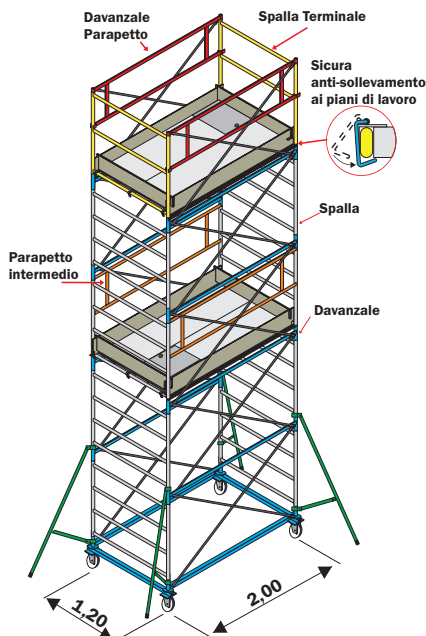 Davanzale
Parapetto
Spalla Terminale
Sicura
anti-sollevamento
ai piani di lavoro
Spalla
Parapetto
intermedio
Davanzale
1,20
2,00